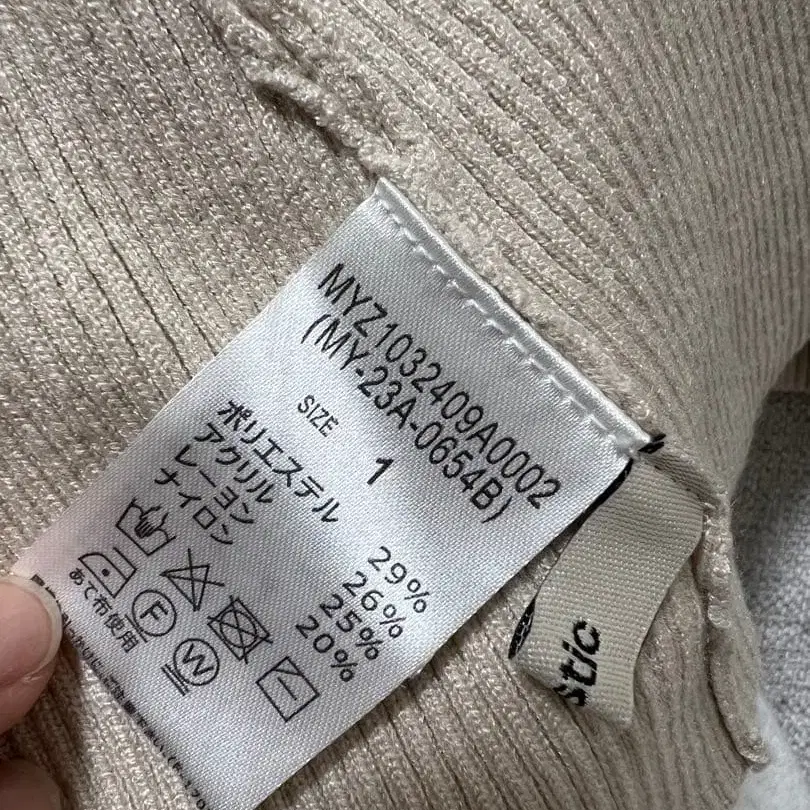 MYZ1032409A0002
(MY-23A-0654B)
SIZE 1
ポリエステル 29%
アクリル 26%
レーヨン 25%
ナイロン 20%
あて布使用
F
W
stic